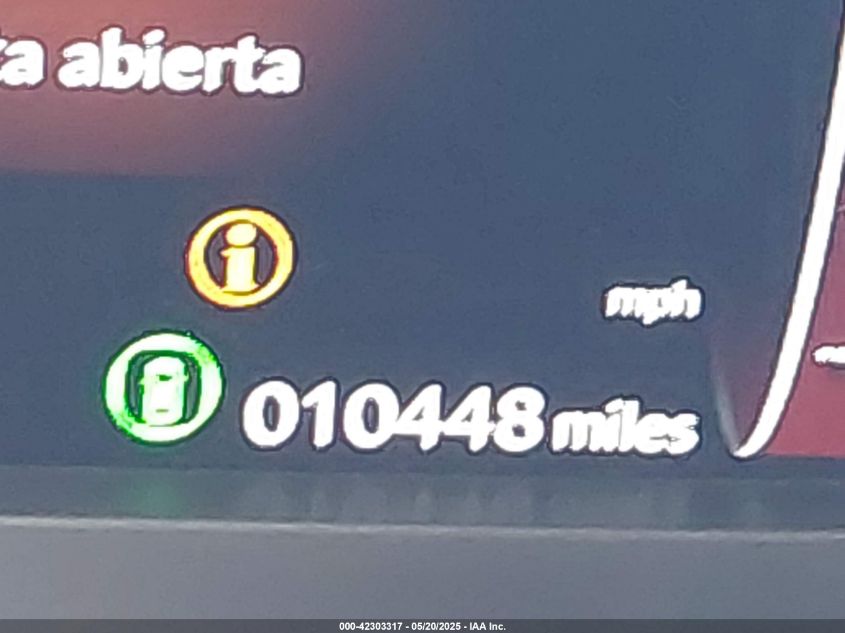 abierta
mph
010448 miles
000-42303317 - 05/20/2025 - IAA Inc.